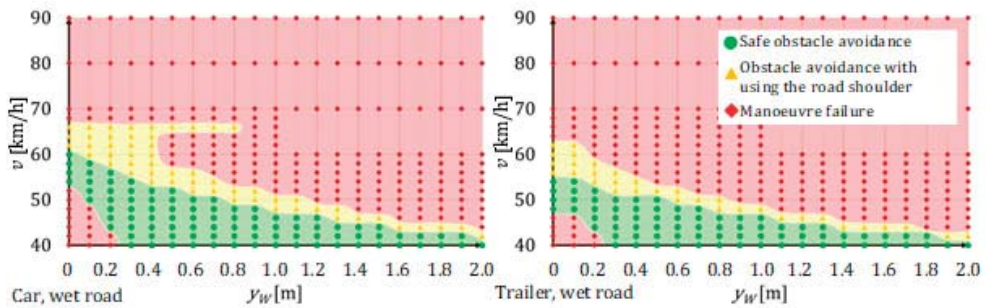 90
80
70
60
50
40
v [km/h]
0 0.2 0.4 0.6 0.8 1.0 1.2 1.4 1.6 1.8 2.0
Car, wet road
y_W [m]
90
80
70
60
50
40
v [km/h]
Safe obstacle avoidance
Obstacle avoidance with
using the road shoulder
Manoeuvre failure
0 0.2 0.4 0.6 0.8 1.0 1.2 1.4 1.6 1.8 2.0
Trailer, wet road
y_W [m]